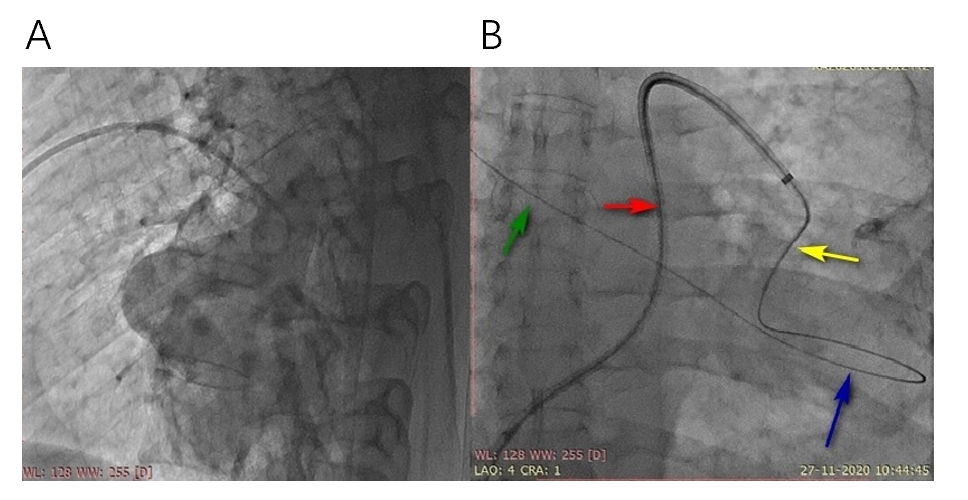 A
B
WL: 128 WW: 255 [D]
WL: 128 WW: 255 [D]
LAO: 4 CRA: 1
27-11-2020 10:44:45